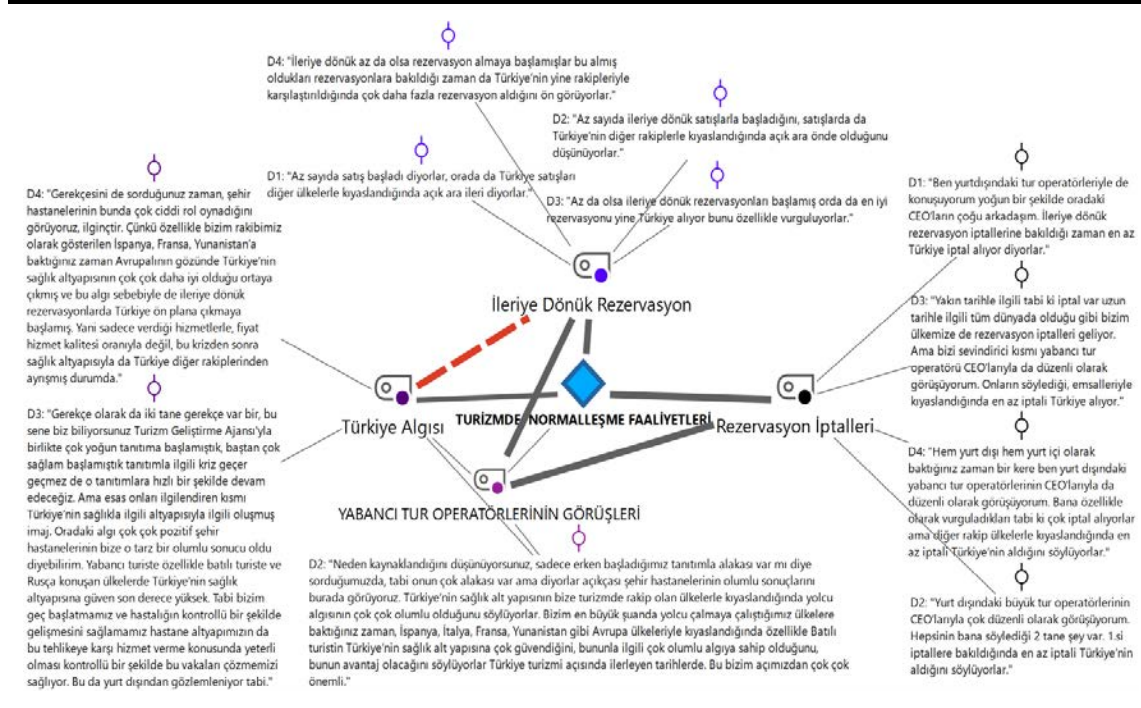 D4: "İleriye dönük az da olsa rezervasyon almaya başlamışlar bu almış
oldukları rezervasyonlara bakıldığı zaman da Türkiye'nin yine rakipleriyle
karşılaştırıldığında çok daha fazla rezervasyon aldığını ön görüyorlar."
D2: "Az sayıda ileriye dönük satışlarla başladığını, satışlarda da
Türkiye'nin diğer rakiplerle kıyaslandığında açık ara önde olduğunu
düşünüyorlar."
D1: "Az sayıda satış başladı diyorlar, orada da Türkiye satışları
diğer ülkelerle kıyaslandığında açık ara ileri diyorlar."
D3: "Az da olsa ileriye dönük rezervasyonları başlamış orda da en iyi
rezervasyonu yine Türkiye alıyor bunu özellikle vurguluyorlar."
D4: "Gerekçesini de sorduğunuz zaman, şehir
hastanelerinin bunda çok ciddi rol oynadığını
görüyoruz, ilginçtir. Çünkü özellikle bizim rakibimiz
olarak gösterilen İspanya, Fransa, Yunanistan'a
baktığınız zaman Avrupalının gözünde Türkiye'nin
sağlık altyapısının çok çok daha iyi olduğu ortaya
çıkmış ve bu algı sebebiyle de ileriye dönük
rezervasyonlarda Türkiye ön plana çıkmaya
başlamış. Yani sadece verdiği hizmetlerle, fiyat
hizmet kalitesi oranıyla değil, bu krizden sonra
sağlık altyapısıyla da Türkiye diğer rakiplerinden
ayrışmış durumda."
D1: "Ben yurtdışındaki tur operatörleriyle de
konuşuyorum yoğun bir şekilde oradaki
CEO'ların çoğu arkadaşım. İleriye dönük
rezervasyon iptallerine bakıldığı zaman en az
Türkiye iptal alıyor diyorlar."
İleriye Dönük Rezervasyon
D3: "Yakın tarihle ilgili tabi ki iptal var uzun
tarihle ilgili tüm dünyada olduğu gibi bizim
ülkemize de rezervasyon iptalleri geliyor.
Ama bizi sevindirici kısmı yabancı tur
operatörü CEO'larıyla da düzenli olarak
görüşüyorum. Onların söylediği, emsalleriyle
kıyaslandığında en az iptali Türkiye alıyor."
Türkiye Algısı
TURİZMDE NORMALLEŞME FAALİYETLERİ
Rezervasyon İptalleri
D3: "Gerekçe olarak da iki tane gerekçe var bir, bu
sene biz biliyorsunuz Turizm Geliştirme Ajansı'yla
birlikte çok yoğun tanıtıma başlamıştık, baştan çok
sağlam başlamıştık tanıtımla ilgili kriz geçer
geçmez de o tanıtımlara hızlı bir şekilde devam
edeceğiz. Ama esas onları ilgilendiren kısmı
Türkiye'nin sağlıkla ilgili altyapısıyla ilgili oluşmuş
imaj. Oradaki algı çok çok pozitif şehir
hastanelerinin bize o tarz bir olumlu sonucu oldu
diyebilirim. Yabancı turiste özellikle batılı turiste ve
Rusça konuşan ülkelerde Türkiye'nin sağlık
altyapısına güven son derece yüksek. Tabi bizim
geç başlatmamız ve hastalığın kontrollü bir şekilde
gelişmesini sağlamamız hastane altyapımızın da
bu tehlikeye karşı hizmet verme konusunda yeterli
olması kontrollü bir şekilde bu vakaları çözmemizi
sağlıyor. Bu da yurt dışından gözlemleniyor tabi."
YABANCI TUR OPERATÖRLERİNİN GÖRÜŞLERİ
D4: "Hem yurt dışı hem yurt içi olarak
baktığınız zaman bir kere ben yurt dışındaki
yabancı tur operatörlerinin CEO'larıyla da
düzenli olarak görüşüyorum. Bana özellikle
olarak vurguladıkları tabi ki çok iptal alıyorlar
ama diğer rakip ülkelerle kıyaslandığında en
az iptali Türkiye'nin aldığını söylüyorlar."
D2: "Neden kaynaklandığını düşünüyorsunuz, sadece erken başladığımız tanıtımla alakası var mı diye
sorduğumuzda, tabi onun çok alakası var ama diyorlar açıkçası şehir hastanelerinin olumlu sonuçlarını
burada görüyoruz. Türkiye'nin sağlık alt yapısının bize turizmde rakip olan ülkelerle kıyaslandığında yolcu
algısının çok çok olumlu olduğunu söylüyorlar. Bizim en büyük şuanda yolcu çalmaya çalıştığımız ülkelere
baktığınız zaman, İspanya, İtalya, Fransa, Yunanistan gibi Avrupa ülkeleriyle kıyaslandığında özellikle Batılı
turistin Türkiye'nin sağlık alt yapısına çok güvendiğini, bununla ilgili çok olumlu algıya sahip olduğunu,
bunun avantaj olacağını söylüyorlar Türkiye turizmi açısında ilerleyen tarihlerde. Bu bizim açımızdan çok çok
önemli."
D2: "Yurt dışındaki büyük tur operatörlerinin
CEO'larıyla çok düzenli olarak görüşüyorum.
Hepsinin bana söylediği 2 tane şey var. 1.si
iptallere bakıldığında en az iptali Türkiye'nin
aldığını söylüyorlar."